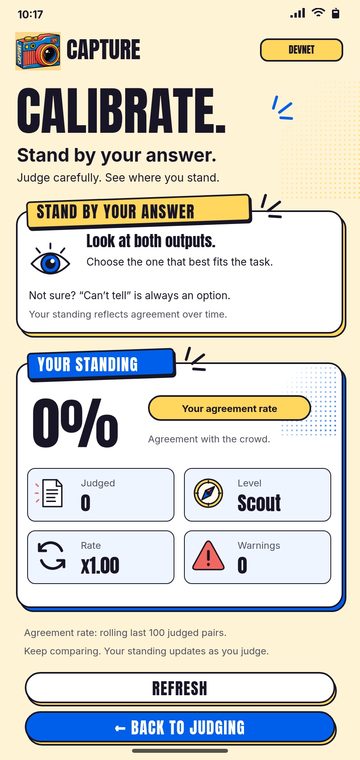 10:17
CAPTURE
DEVNET
CALIBRATE.
Stand by your answer.
Judge carefully. See where you stand.
STAND BY YOUR ANSWER
Look at both outputs.
Choose the one that best fits the task.
Not sure? “Can’t tell” is always an option.
Your standing reflects agreement over time.
YOUR STANDING
0%
Your agreement rate
Agreement with the crowd.
Judged
0
Level
Scout
Rate
x1.00
Warnings
0
Agreement rate: rolling last 100 judged pairs.
Keep comparing. Your standing updates as you judge.
REFRESH
← BACK TO JUDGING